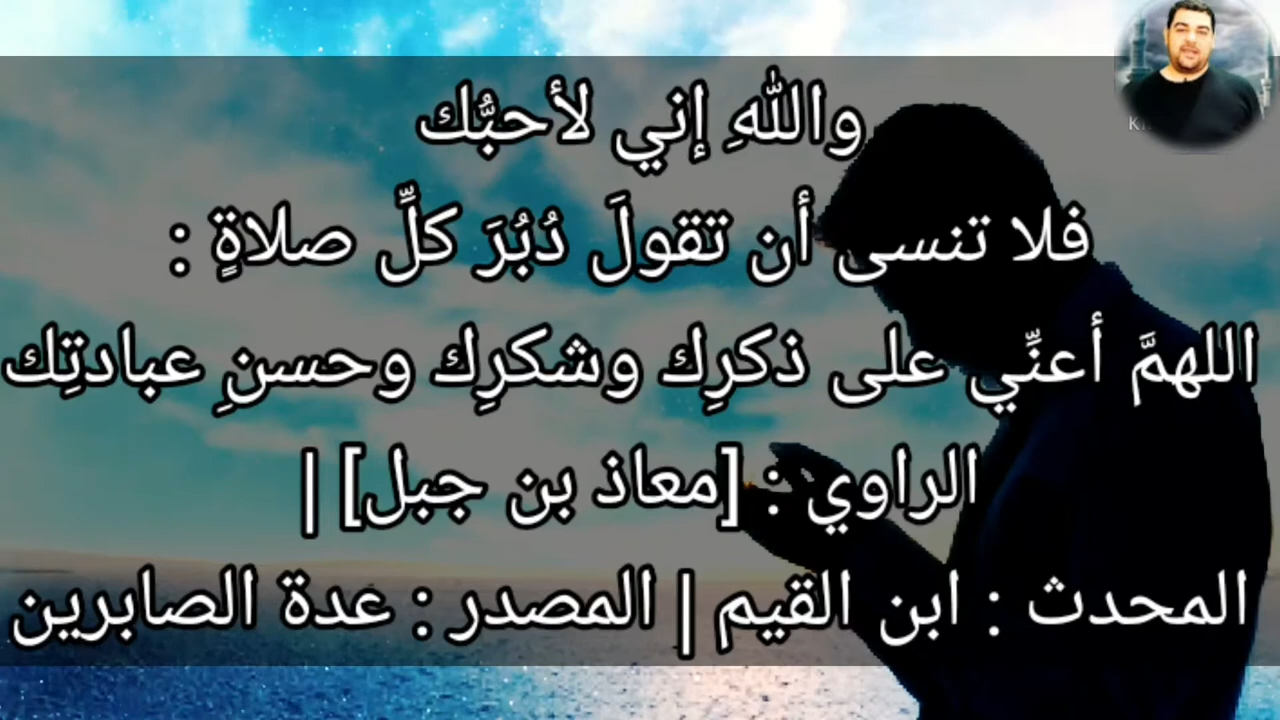 واللهِ إني لأحبُّك
فلا تنسى أن تقولَ دُبُرَ كلِّ صلاةٍ :
اللهمَّ أعنِّي على ذكرِك وشكرِك وحسنِ عبادتِك
الراوي : [معاذ بن جبل] |
المحدث : ابن القيم | المصدر : عدة الصابرين